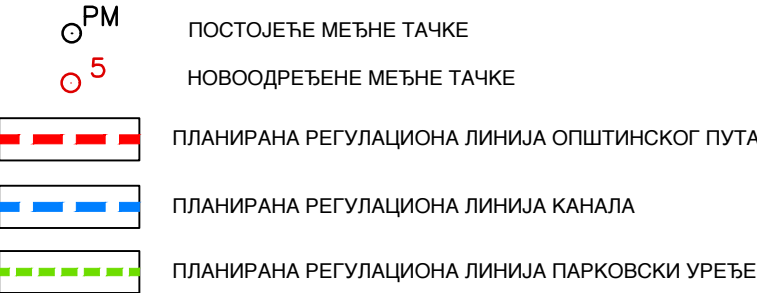 PM ПОСТОЈЕЋЕ МЕЂНЕ ТАЧКЕ
5 НОВООДРЕЂЕНЕ МЕЂНЕ ТАЧКЕ
ПЛАНИРАНА РЕГУЛАЦИОНА ЛИНИЈА ОПШТИНСКОГ ПУТА
ПЛАНИРАНА РЕГУЛАЦИОНА ЛИНИЈА КАНАЛА
ПЛАНИРАНА РЕГУЛАЦИОНА ЛИНИЈА ПАРКОВСКИ УРЕЂЕ